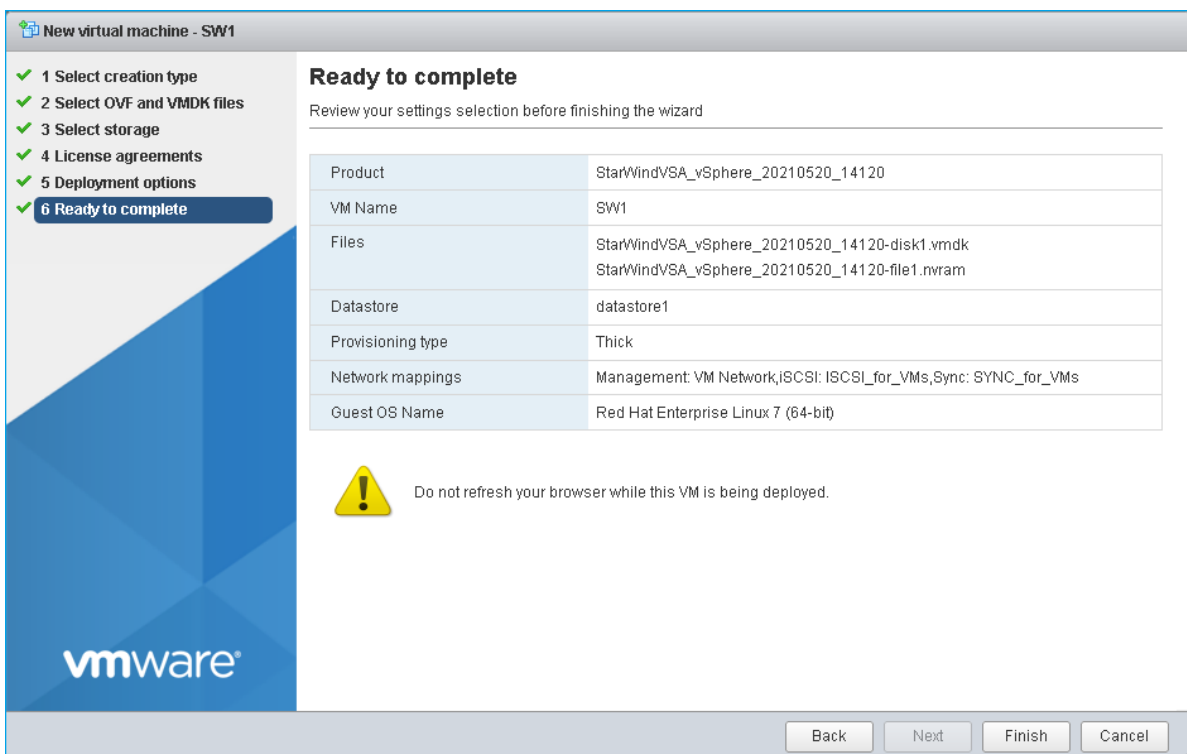 New virtual machine - SW1
1 Select creation type
2 Select OVF and VMDK files
3 Select storage
4 License agreements
5 Deployment options
6 Ready to complete
vmware®
Ready to complete
Review your settings selection before finishing the wizard
Product StarWindVSA_vSphere_20210520_14120
VM Name SW1
Files StarWindVSA_vSphere_20210520_14120-disk1.vmdk
StarWindVSA_vSphere_20210520_14120-file1.nvram
Datastore datastore1
Provisioning type Thick
Network mappings Management: VM Network,iSCSI: ISCSI_for_VMs,Sync: SYNC_for_VMs
Guest OS Name Red Hat Enterprise Linux 7 (64-bit)
Do not refresh your browser while this VM is being deployed.
Back Next Finish Cancel